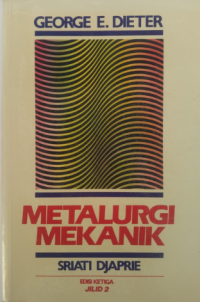 GEORGE E. DIETER
METALURGI
MEKANIK
SRIATI DJAPRIE
EDISI KETIGA
JILID 2